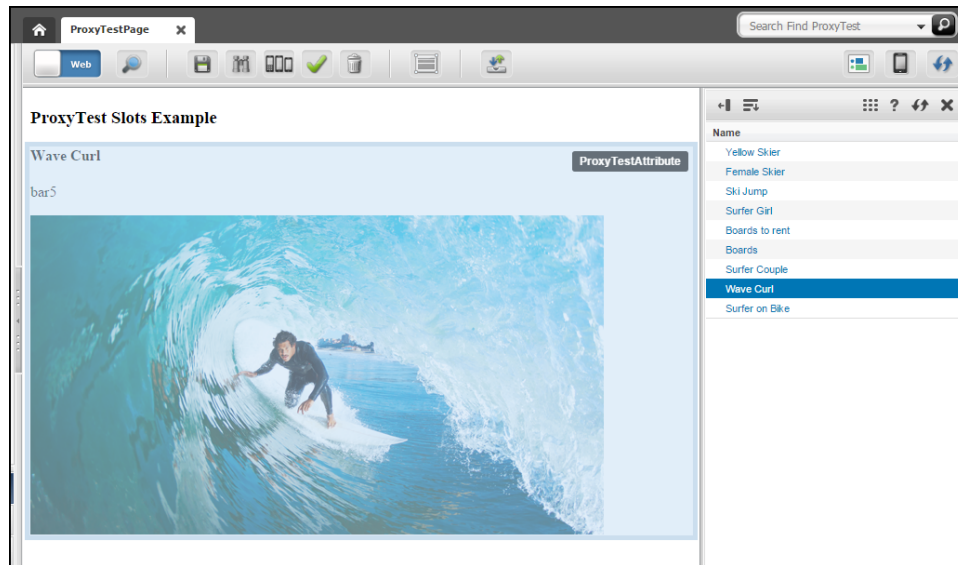 ProxyTestPage
Search Find ProxyTest
Web
ProxyTest Slots Example
Wave Curl
ProxyTestAttribute
bar5
?
Name
Yellow Skier
Female Skier
Ski Jump
Surfer Girl
Boards to rent
Boards
Surfer Couple
Wave Curl
Surfer on Bike